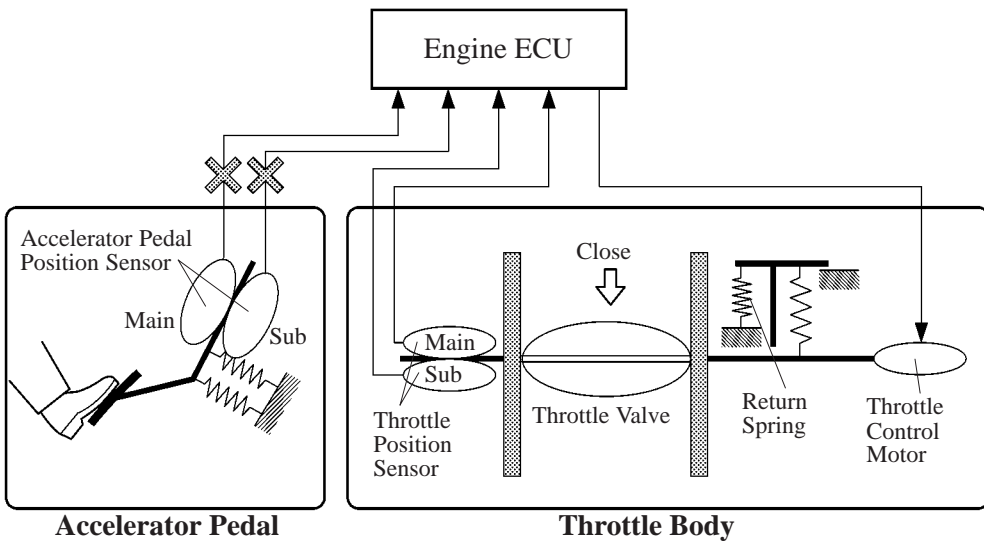 Engine ECU
Accelerator Pedal
Position Sensor
Main
Sub
Close
Main
Sub
Throttle
Position
Sensor
Throttle Valve
Return
Spring
Throttle
Control
Motor
Accelerator Pedal
Throttle Body